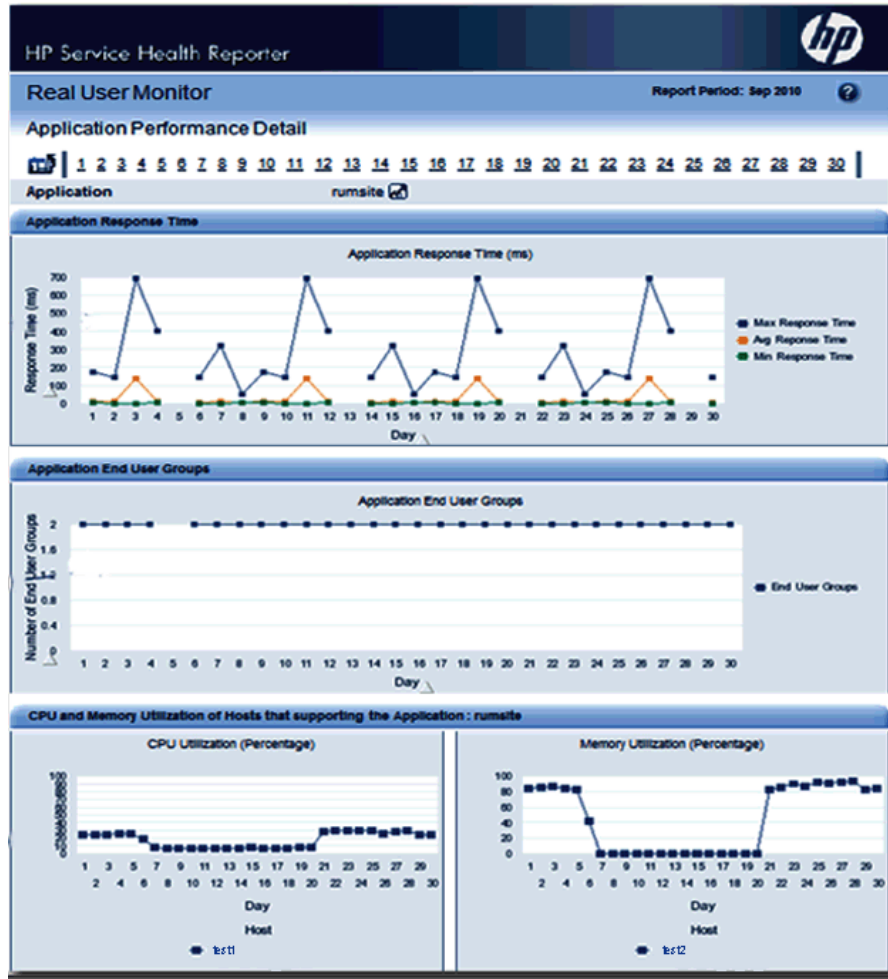 hp
HP Service Health Reporter
Real User Monitor Report Period: Sep 2010 ?
Application Performance Detail
1 2 3 4 5 6 7 8 9 10 11 12 13 14 15 16 17 18 19 20 21 22 23 24 25 26 27 28 29 30
Application rumsite
Application Response Time
Application Response Time (ms)
Response Time (ms)
700
600
500
400
300
200
100
0
Max Response Time
Avg Reponse Time
Min Response Time
1 2 3 4 5 6 7 8 9 10 11 12 13 14 15 16 17 18 19 20 21 22 23 24 25 26 27 28 29 30
Day
Application End User Groups
Application End User Groups
Number of End User Groups
2
1.6
1.2
0.8
0.4
0
End User Groups
1 2 3 4 5 6 7 8 9 10 11 12 13 14 15 16 17 18 19 20 21 22 23 24 25 26 27 28 29 30
Day
CPU and Memory Utilization of Hosts that supporting the Application : rumsite
CPU Utilization (Percentage)
100
0
1 3 5 7 9 11 13 15 17 19 21 23 25 27 29
2 4 6 8 10 12 14 16 18 20 22 24 26 28 30
Day
Host
test1
Memory Utilization (Percentage)
100
80
60
40
20
0
1 3 5 7 9 11 13 15 17 19 21 23 25 27 29
2 4 6 8 10 12 14 16 18 20 22 24 26 28 30
Day
Host
test2